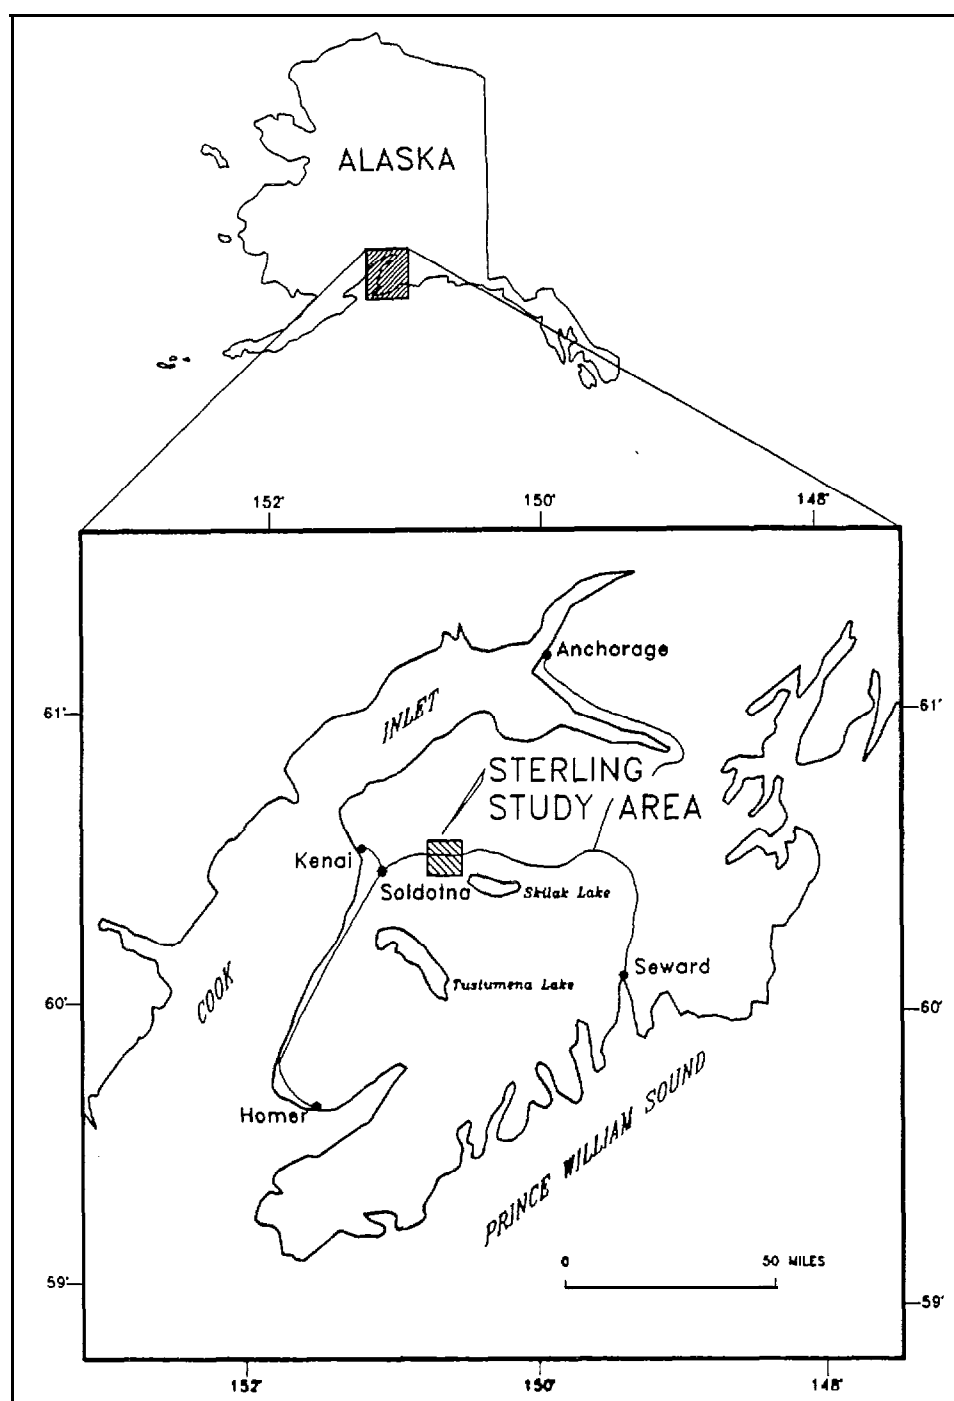 ALASKA
152' 150' 148'
Anchorage
61' 61'
INLET
STERLING
STUDY AREA
Kenai
Soldotna
Skilak Lake
Seward
Tustumena Lake
COOK
60' 60'
Homer
PRINCE WILLIAM SOUND
0 50 MILES
59' 59'
152' 150' 148'